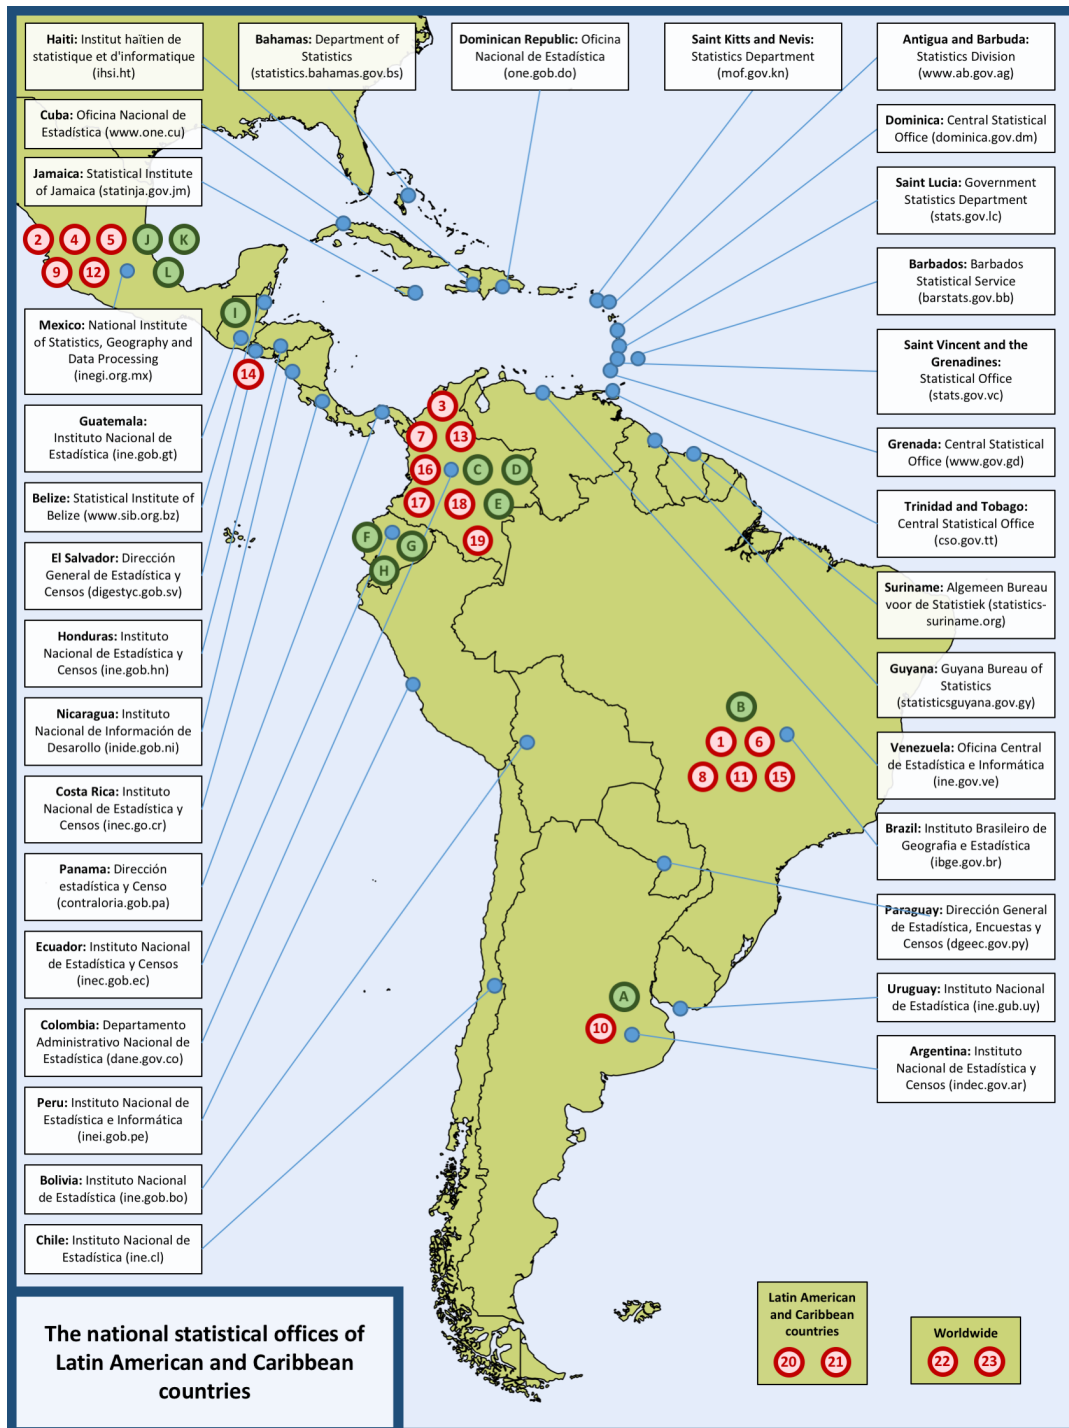 Haiti: Institut haïtien de
statistique et d'informatique
(ihsi.ht)
Bahamas: Department of
Statistics
(statistics.bahamas.gov.bs)
Dominican Republic: Oficina
Nacional de Estadística
(one.gob.do)
Saint Kitts and Nevis:
Statistics Department
(mof.gov.kn)
Antigua and Barbuda:
Statistics Division
(www.ab.gov.ag)
Cuba: Oficina Nacional de
Estadística (www.one.cu)
Dominica: Central Statistical
Office (dominica.gov.dm)
Jamaica: Statistical Institute
of Jamaica (statinja.gov.jm)
Saint Lucia: Government
Statistics Department
(stats.gov.lc)
2 4 5 J K
9 12 L
Barbados: Barbados
Statistical Service
(barstats.gov.bb)
I
Mexico: National Institute
of Statistics, Geography and
Data Processing
(inegi.org.mx)
14
Saint Vincent and the
Grenadines:
Statistical Office
(stats.gov.vc)
Guatemala:
Instituto Nacional de
Estadística (ine.gob.gt)
3
7 13
16 C D
17 18 E
19
F G
H
Grenada: Central Statistical
Office (www.gov.gd)
Belize: Statistical Institute of
Belize (www.sib.org.bz)
Trinidad and Tobago:
Central Statistical Office
(cso.gov.tt)
El Salvador: Dirección
General de Estadística y
Censos (digestyc.gob.sv)
Suriname: Algemeen Bureau
voor de Statistiek (statistics-
suriname.org)
Honduras: Instituto
Nacional de Estadística y
Censos (ine.gob.hn)
Guyana: Guyana Bureau of
Statistics
(statisticsguyana.gov.gy)
Nicaragua: Instituto
Nacional de Información de
Desarollo (inide.gob.ni)
B
1 6
8 11 15
Venezuela: Oficina Central
de Estadística e Informática
(ine.gov.ve)
Costa Rica: Instituto
Nacional de Estadística y
Censos (inec.go.cr)
Brazil: Instituto Brasileiro de
Geografia e Estadística
(ibge.gov.br)
Panama: Dirección
estadística y Censo
(contraloria.gob.pa)
Paraguay: Dirección General
de Estadística, Encuestas y
Censos (dgeec.gov.py)
Ecuador: Instituto Nacional
de Estadística y Censos
(inec.gob.ec)
Uruguay: Instituto Nacional
de Estadística (ine.gub.uy)
A
10
Colombia: Departamento
Administrativo Nacional de
Estadística (dane.gov.co)
Argentina: Instituto
Nacional de Estadística y
Censos (indec.gov.ar)
Peru: Instituto Nacional de
Estadística e Informática
(inei.gob.pe)
Bolivia: Instituto Nacional
de Estadística (ine.gob.bo)
Chile: Instituto Nacional de
Estadística (ine.cl)
The national statistical offices of
Latin American and Caribbean
countries
Latin American
and Caribbean
countries
20 21
Worldwide
22 23